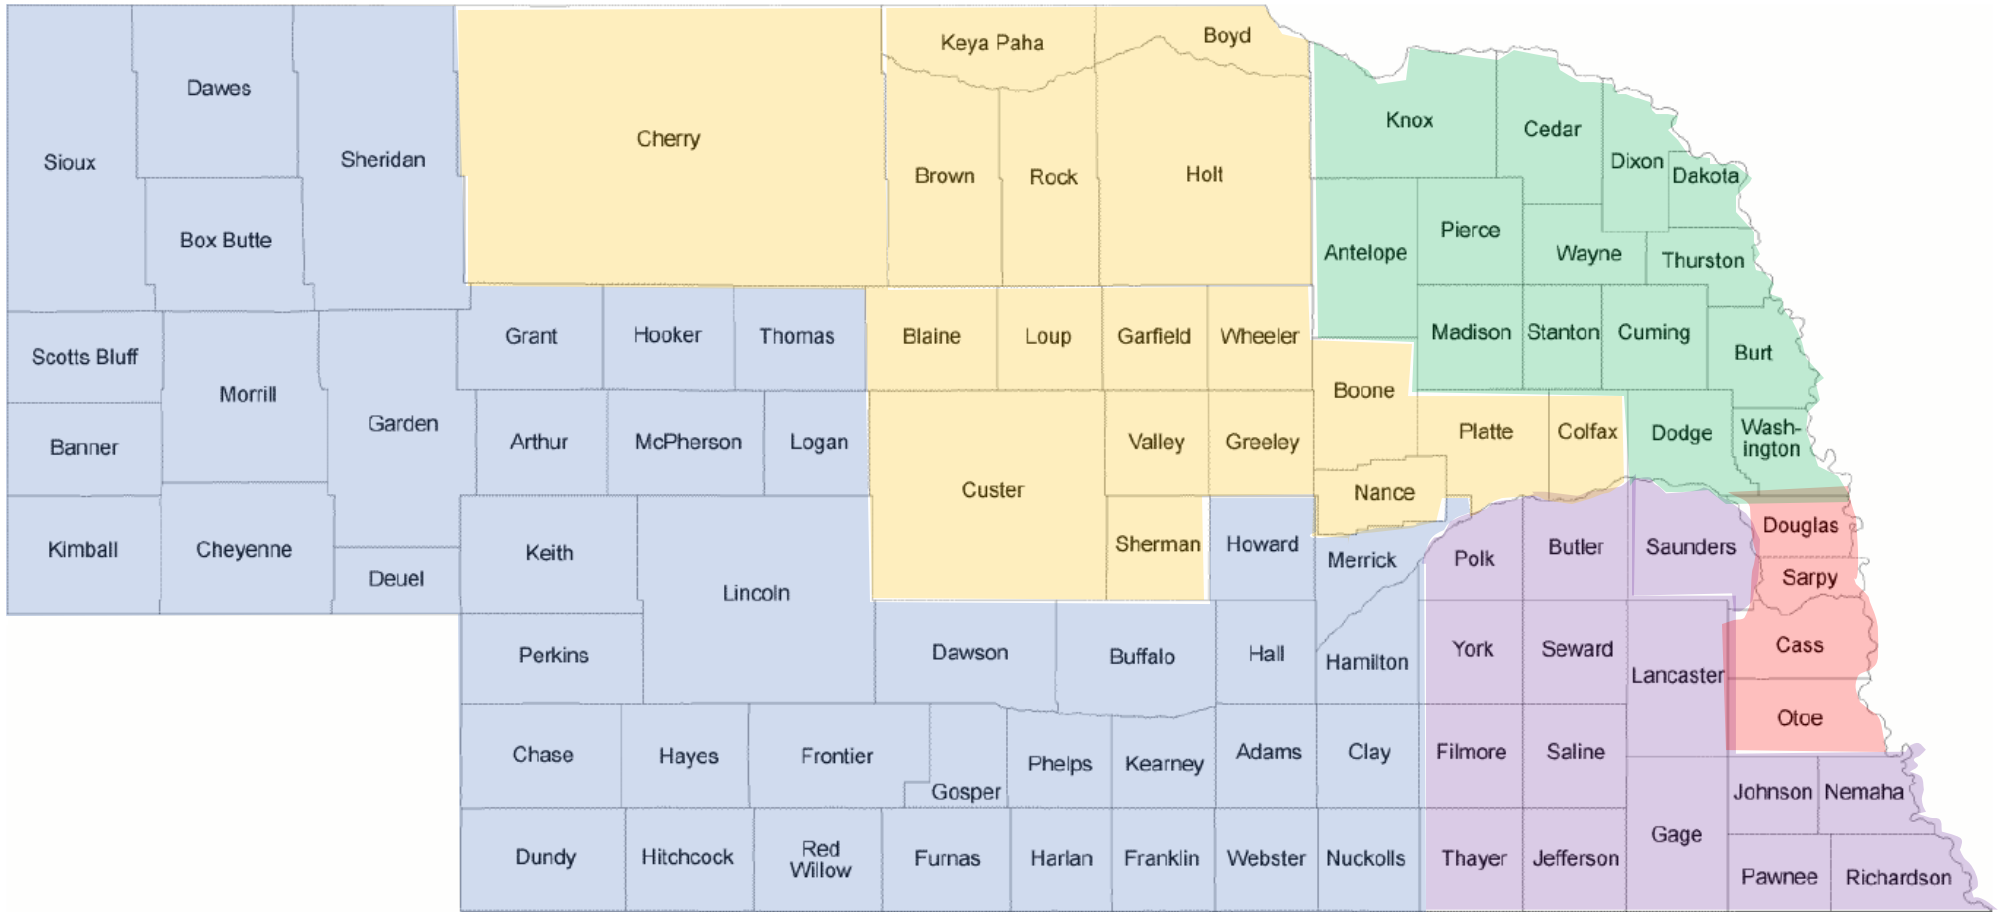 Keya Paha
Boyd
Dawes
Cherry
Sheridan
Sioux
Knox
Cedar
Dixon
Dakota
Brown
Rock
Holt
Box Butte
Antelope
Pierce
Wayne
Thurston
Grant
Hooker
Thomas
Blaine
Loup
Garfield
Wheeler
Madison
Stanton
Cuming
Burt
Scotts Bluff
Morrill
Garden
Boone
Banner
Arthur
McPherson
Logan
Custer
Valley
Greeley
Platte
Colfax
Dodge
Wash-
ington
Nance
Kimball
Cheyenne
Deuel
Keith
Lincoln
Sherman
Howard
Merrick
Polk
Butler
Saunders
Douglas
Sarpy
Perkins
Dawson
Buffalo
Hall
Hamilton
York
Seward
Lancaster
Cass
Otoe
Chase
Hayes
Frontier
Gosper
Phelps
Kearney
Adams
Clay
Filmore
Saline
Johnson
Nemaha
Dundy
Hitchcock
Red
Willow
Furnas
Harlan
Franklin
Webster
Nuckolls
Thayer
Jefferson
Gage
Pawnee
Richardson